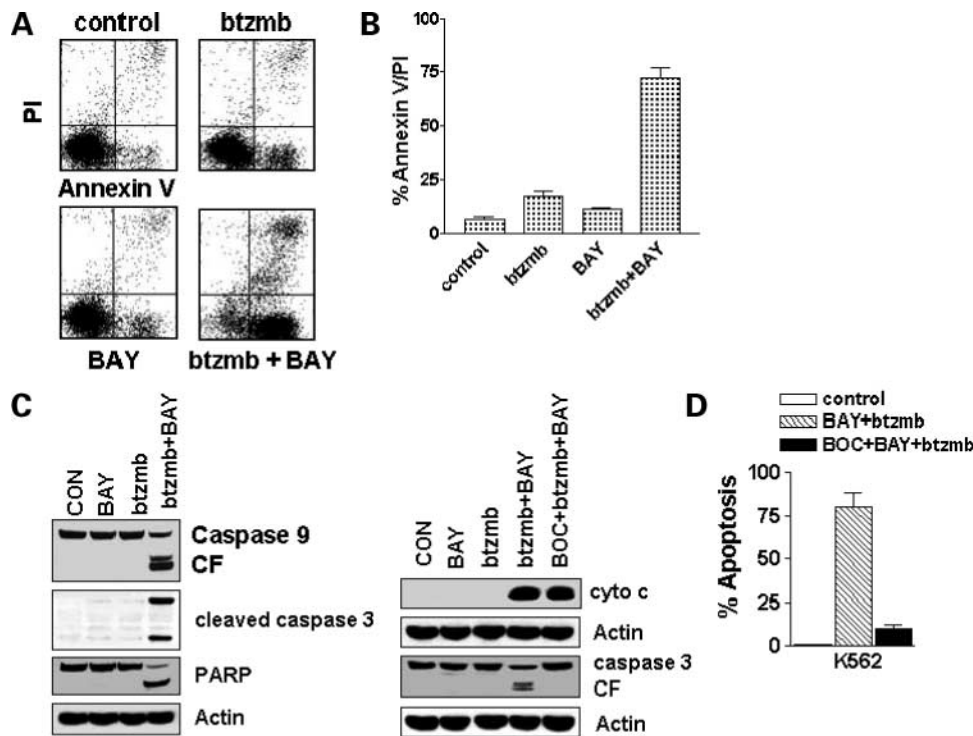 A
control
btzmb
PI
Annexin V
BAY
btzmb + BAY
B
% Annexin V/PI
100
75
50
25
0
control
btzmb
BAY
btzmb+BAY
C
CON
BAY
btzmb
btzmb+BAY
Caspase 9
CF
cleaved caspase 3
PARP
Actin
CON
BAY
btzmb
btzmb+BAY
BOC+btzmb+BAY
cyto c
Actin
caspase 3
CF
Actin
D
control
BAY+btzmb
BOC+BAY+btzmb
% Apoptosis
100
75
50
25
0
K562